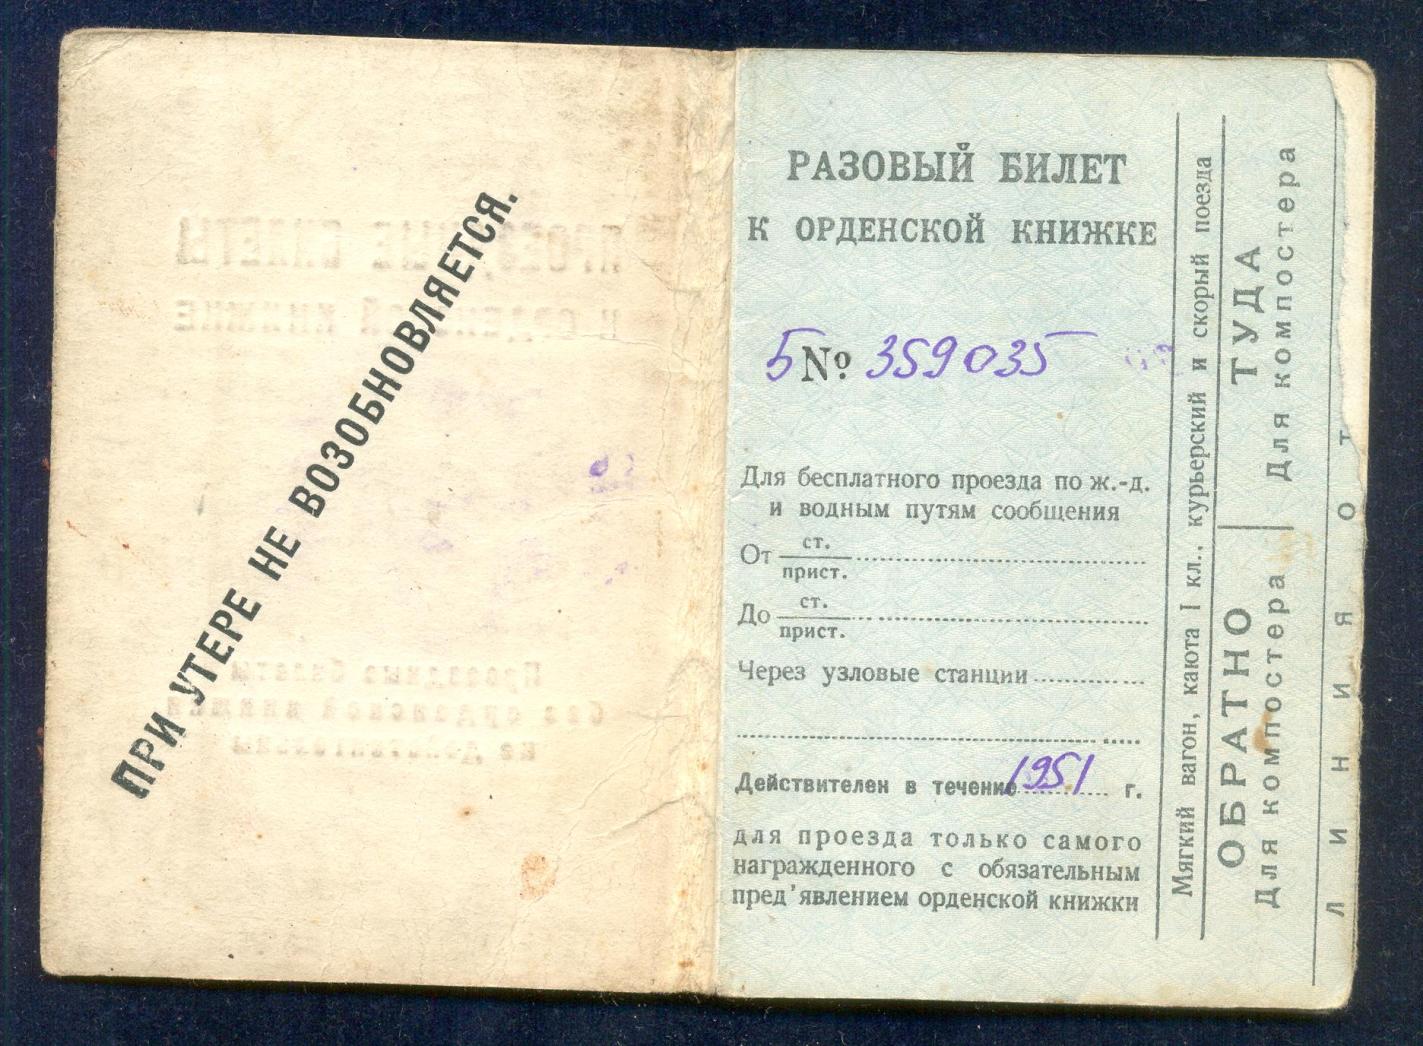 ПРИ УТЕРЕ НЕ ВОЗОБНОВЛЯЕТСЯ.
РАЗОВЫЙ БИЛЕТ
К ОРДЕНСКОЙ КНИЖКЕ
Б № 359035
Для бесплатного проезда по ж.-д.
и водным путям сообщения
От ст.
прист.
До ст.
прист.
Через узловые станции
Действителен в течение 1951 г.
для проезда только самого
награжденного с обязательным
пред'явлением орденской книжки
Мягкий вагон, каюта I кл., курьерский и скорый поезда
ОБРАТНО
Для компостера
ТУДА
Для компостера
ЛИНИЯ ОТ